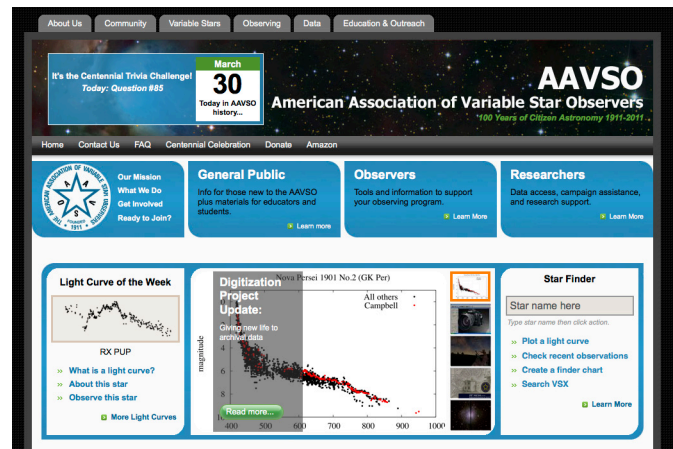 About Us
Community
Variable Stars
Observing
Data
Education & Outreach
It's the Centennial Trivia Challenge!
Today: Question #85
March
30
Today in AAVSO
history...
AAVSO
American Association of Variable Star Observers
100 Years of Citizen Astronomy 1911-2011
Home
Contact Us
FAQ
Centennial Celebration
Donate
Amazon
THE AMERICAN ASSOCIATION OF VARIABLE STAR OBSERVERS
FOUNDED
• 1911 •
Our Mission
What We Do
Get Involved
Ready to Join?
General Public
Info for those new to the AAVSO
plus materials for educators and
students.
Learn more
Observers
Tools and information to support
your observing program.
Learn More
Researchers
Data access, campaign assistance,
and research support.
Learn More
Light Curve of the Week
RX PUP
What is a light curve?
About this star
Observe this star
More Light Curves
Digitization
Project
Update:
Giving new life to
archival data
Read more...
Nova Persei 1901 No.2 (GK Per)
All others
Campbell
magnitude
0
2
4
6
8
10
400 500 600 700 800 900 1000
Star Finder
Star name here
Type star name then click action.
Plot a light curve
Check recent observations
Create a finder chart
Search VSX
Learn More